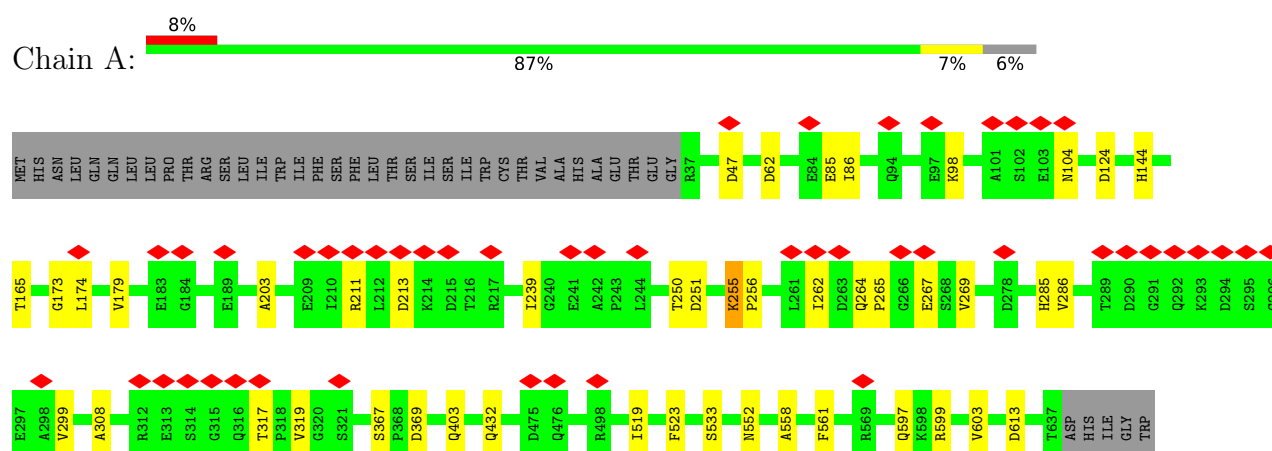 8%
Chain A:
87% 7% 6%
MET HIS ASN LEU GLN GLN LEU LEU PRO THR ARG SER LEU ILE TRP ILE PHE SER PHE LEU THR SER ILE SER ILE TRP CYS THR VAL ALA HIS ALA GLU THR GLU GLY R37 D47 D62 E84 E85 I86 Q94 E97 K98 A101 S102 E103 N104 D124 H144
T165 G173 L174 V179 E183 G184 E189 A203 E209 I210 R211 L212 D213 K214 D215 T216 R217 I239 G240 E241 A242 P243 L244 T250 D251 K255 P256 L261 I262 D263 Q264 P265 G266 E267 S268 V269 D278 H285 V286 T289 D290 G291 Q292 K293 D294 S295
E297 A298 V299 A308 R312 E313 S314 G315 Q316 T317 P318 V319 G320 S321 S367 P368 D369 Q403 Q432 D475 Q476 R498 I519 F523 S533 N552 A558 F561 R569 Q597 K598 R599 V603 D613 T637 ASP HIS ILE GLY TRP